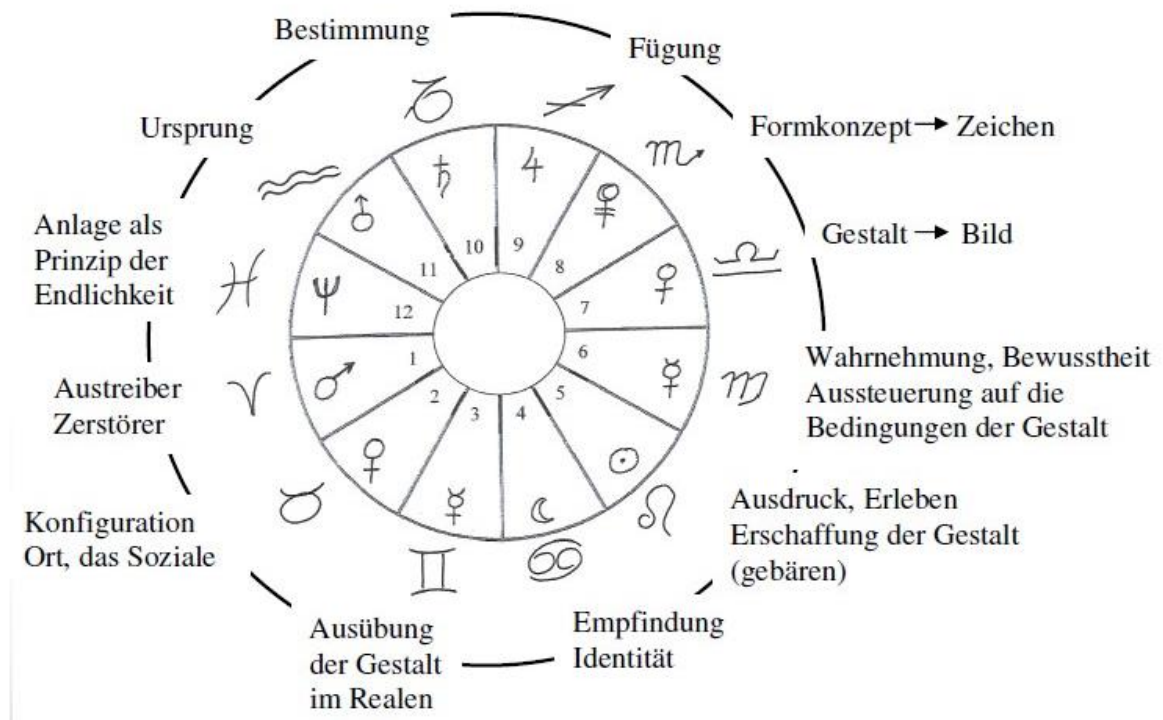 Bestimmung
Fügung
Ursprung
Formkonzept → Zeichen
Gestalt → Bild
Anlage als
Prinzip der
Endlichkeit
Wahrnehmung, Bewusstheit
Aussteuerung auf die
Bedingungen der Gestalt
Austreiber
Zerstörer
Ausdruck, Erleben
Erschaffung der Gestalt
(gebären)
Konfiguration
Ort, das Soziale
Empfindung
Identität
Ausübung
der Gestalt
im Realen
10
9
11
8
12
7
1
6
2
5
3
4